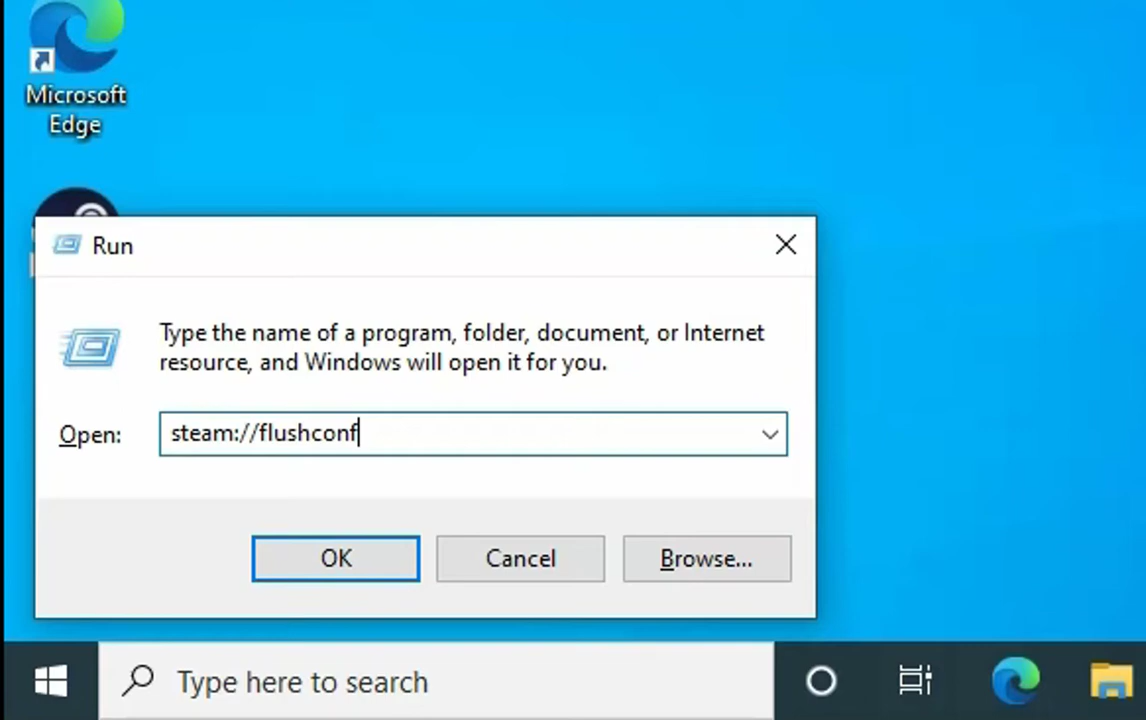 Microsoft
Edge
Run
Type the name of a program, folder, document, or Internet
resource, and Windows will open it for you.
Open:
steam://flushconf
OK
Cancel
Browse...
Type here to search